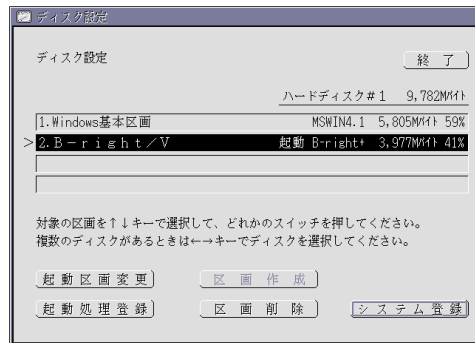 ディスク設定
ディスク設定
終 了
ハードディスク#1 9,782Mバイト
1.Windows基本区画 MSWIN4.1 5,805Mバイト 59%
>2.B-right/V 起動 B-right+ 3,977Mバイト 41%
対象の区画を↑↓キーで選択して、どれかのスイッチを押してください。
複数のディスクがあるときは←→キーでディスクを選択してください。
起動区画変更 区 画 作 成
起動処理登録 区 画 削 除 システム登録